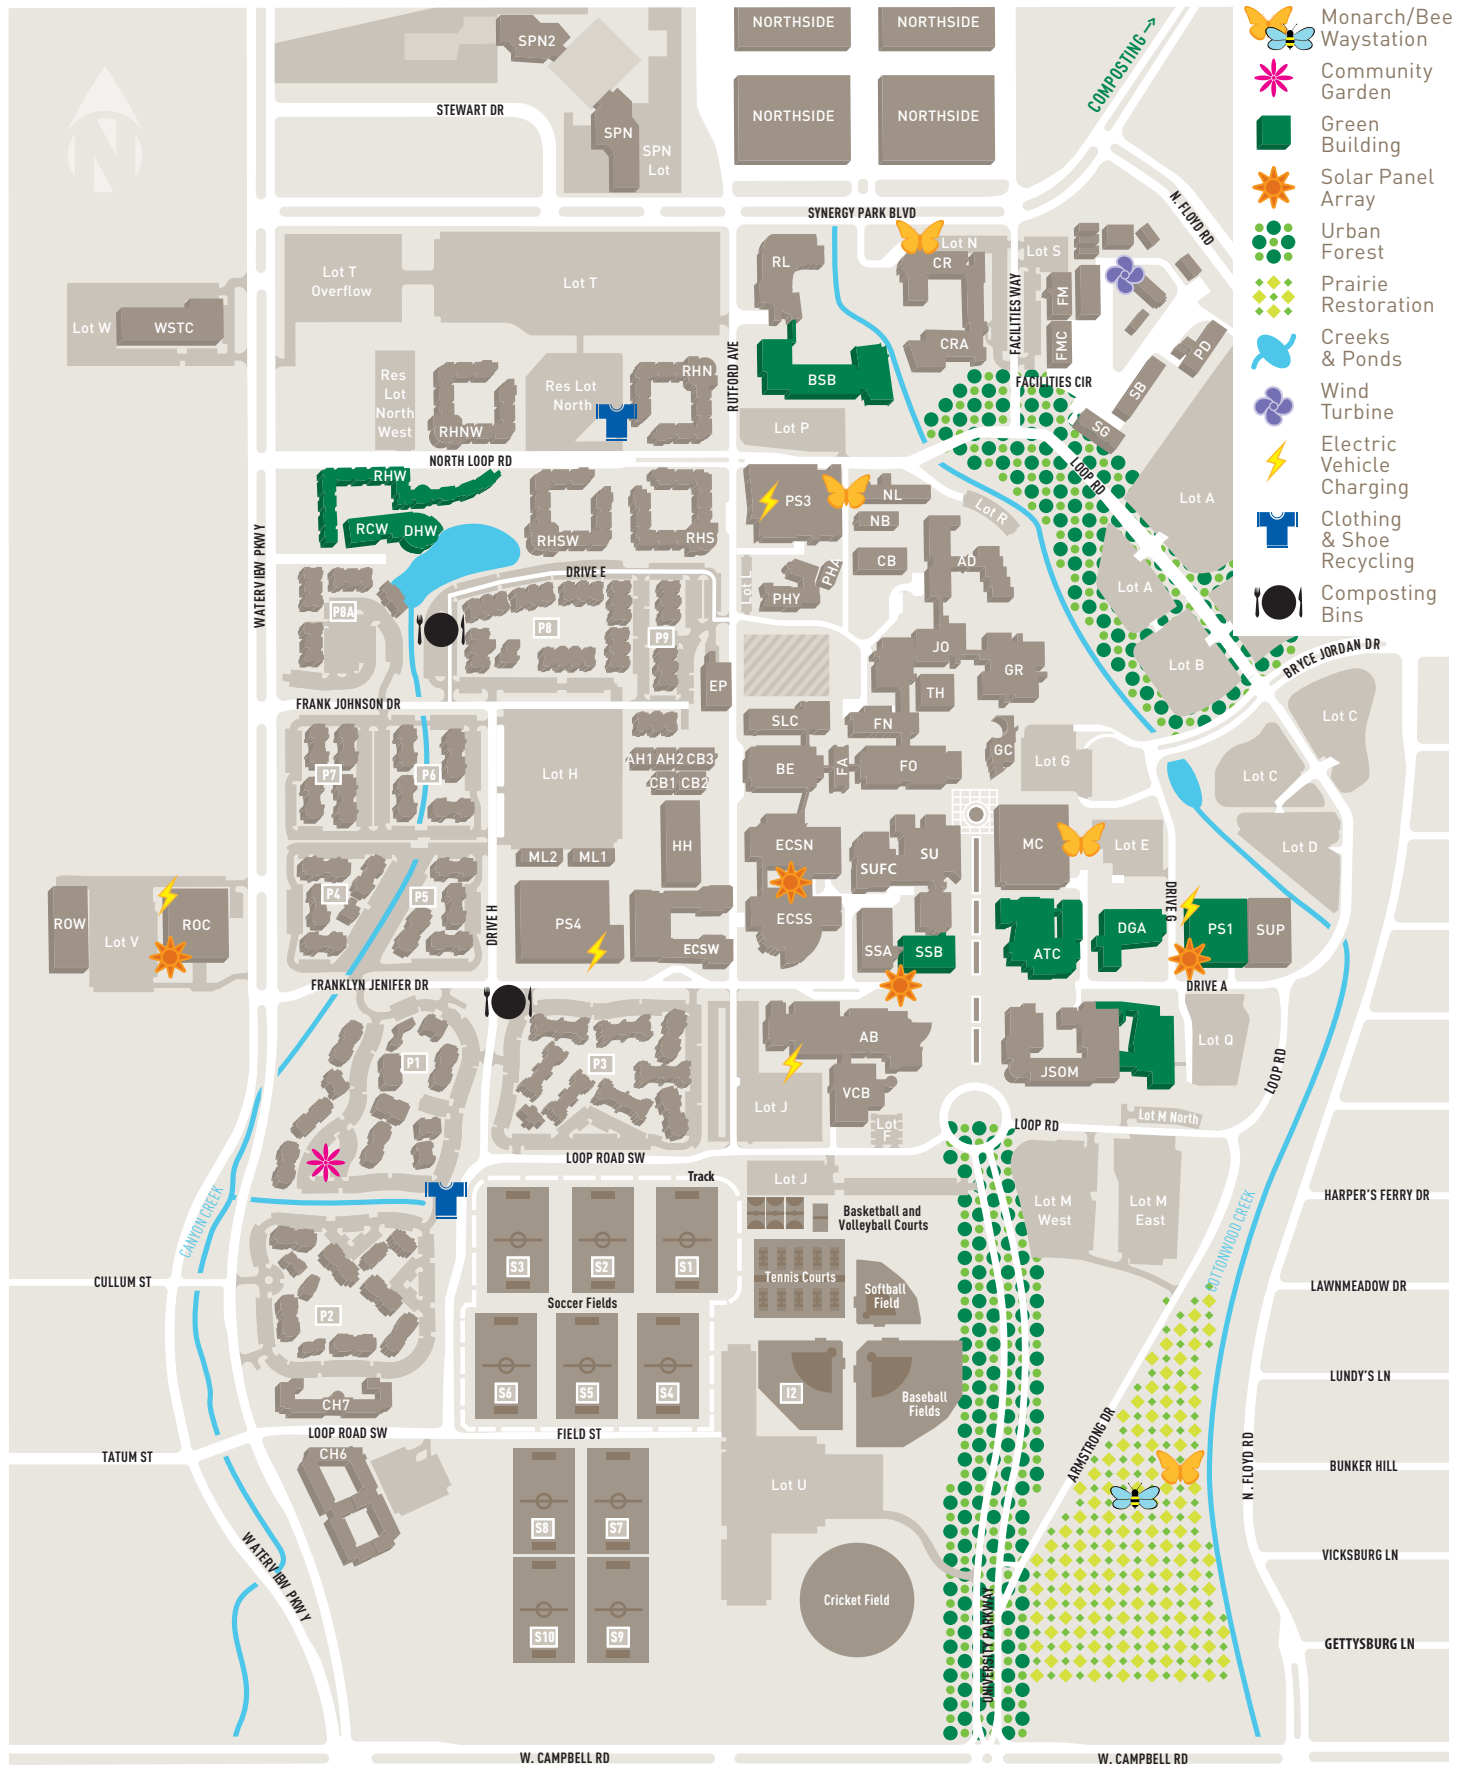 NORTHSIDE
NORTHSIDE
Monarch/Bee
Waystation
SPN2
COMPOSTING →
Community
Garden
STEWART DR
NORTHSIDE
NORTHSIDE
SPN
SPN
Lot
Green
Building
N
Solar Panel
Array
SYNERGY PARK BLVD
N. FLOYD RD
Urban
Forest
Lot N
Lot S
RL
CR
Lot T
Overflow
Lot T
FACILITIES WAY
FM
Prairie
Restoration
Lot W
WSTC
CRA
FMC
PD
Creeks
& Ponds
RUTFORD AVE
Res
Lot
North
West
Res Lot
North
RHN
BSB
FACILITIES CIR
SB
Wind
Turbine
RHNW
Lot P
SG
NORTH LOOP RD
LOOP RD
Electric
Vehicle
Charging
RHW
PS3
NL
Lot A
RCW
DHW
RHSW
RHS
NB
Lot R
Clothing
& Shoe
Recycling
WATERVIEW PKWY
DRIVE E
Lot L
PHY
PHA
CB
AD
Lot A
Composting
Bins
P8A
P8
P9
JO
GR
Lot B
BRYCE JORDAN DR
EP
TH
FRANK JOHNSON DR
SLC
FN
Lot C
P7
P6
Lot H
AH1 AH2 CB3
CB1 CB2
BE
FA
FO
GC
Lot G
Lot C
ML2
ML1
HH
ECSN
SUFC
SU
MC
Lot E
Lot D
P4
P5
ROW
Lot V
ROC
DRIVE H
PS4
ECSW
ECSS
SSA
SSB
ATC
DGA
DRIVE G
PS1
SUP
FRANKLYN JENIFER DR
DRIVE A
P1
P3
AB
JSOM
Lot Q
LOOP RD
Lot J
VCB
Lot
F
LOOP RD
Lot M North
LOOP ROAD SW
Track
Lot J
CANYON CREEK
Basketball and
Volleyball Courts
Lot M
West
Lot M
East
COTTONWOOD CREEK
HARPER'S FERRY DR
CULLUM ST
S3
S2
S1
Tennis Courts
Softball
Field
LAWNMEADOW DR
Soccer Fields
P2
S6
S5
S4
I2
Baseball
Fields
LUNDY'S LN
CH7
LOOP ROAD SW
FIELD ST
ARMSTRONG DR
TATUM ST
CH6
BUNKER HILL
N. FLOYD RD
Lot U
S8
S7
WATERVIEW PKWY
VICKSBURG LN
Cricket Field
UNIVERSITY PARKWAY
S10
S9
GETTYSBURG LN
W. CAMPBELL RD
W. CAMPBELL RD